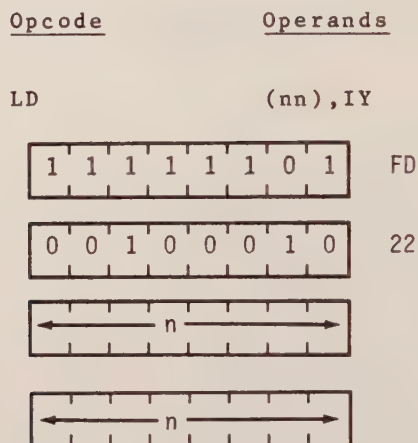 Opcode Operands
LD (nn),IY
1 1 1 1 1 1 0 1 FD
0 0 1 0 0 0 1 0 22
n
n